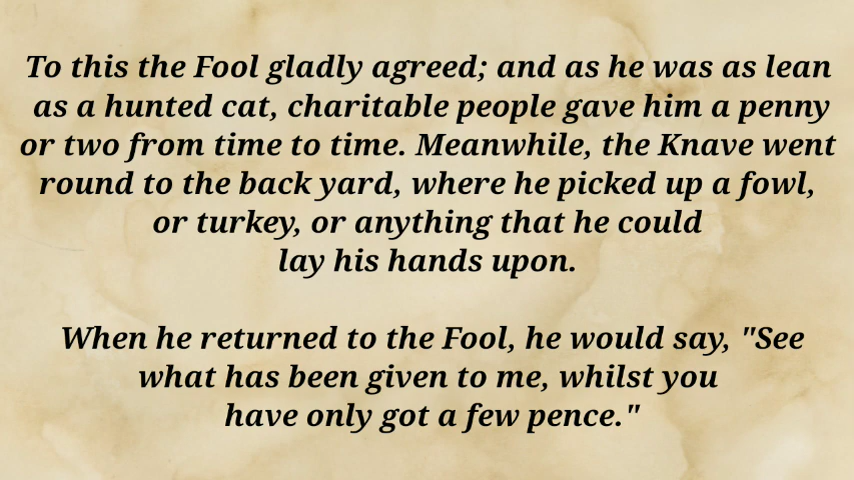 To this the Fool gladly agreed; and as he was as lean
as a hunted cat, charitable people gave him a penny
or two from time to time. Meanwhile, the Knave went
round to the back yard, where he picked up a fowl,
or turkey, or anything that he could
lay his hands upon.
When he returned to the Fool, he would say, "See
what has been given to me, whilst you
have only got a few pence."